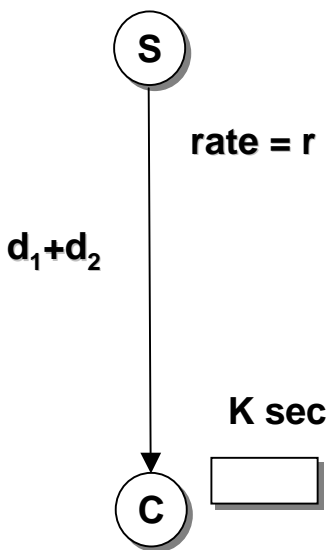 S
rate = r
d₁+d₂
K sec
C